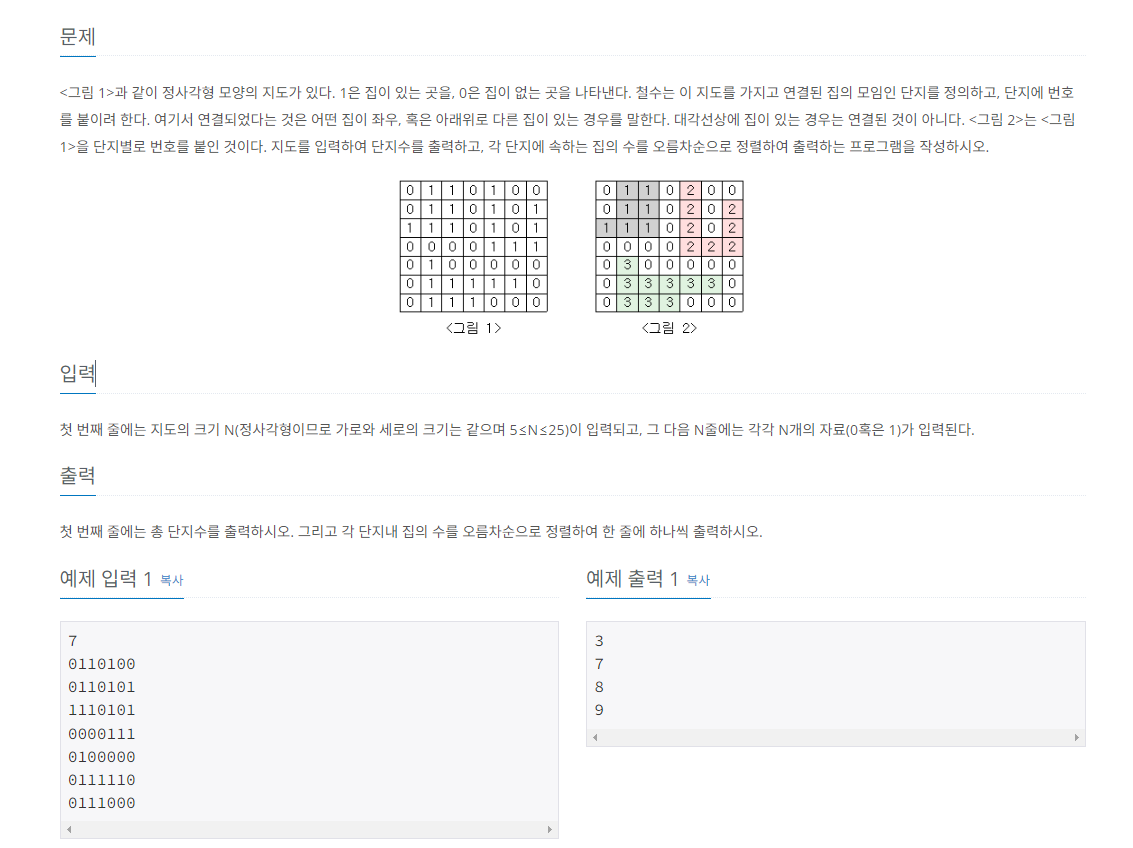 문제
<그림 1>과 같이 정사각형 모양의 지도가 있다. 1은 집이 있는 곳을, 0은 집이 없는 곳을 나타낸다. 철수는 이 지도를 가지고 연결된 집의 모임인 단지를 정의하고, 단지에 번호
를 붙이려 한다. 여기서 연결되었다는 것은 어떤 집이 좌우, 혹은 아래위로 다른 집이 있는 경우를 말한다. 대각선상에 집이 있는 경우는 연결된 것이 아니다. <그림 2>는 <그림
1>을 단지별로 번호를 붙인 것이다. 지도를 입력하여 단지수를 출력하고, 각 단지에 속하는 집의 수를 오름차순으로 정렬하여 출력하는 프로그램을 작성하시오.
0 1 1 0 1 0 0
0 1 1 0 1 0 1
1 1 1 0 1 0 1
0 0 0 0 1 1 1
0 1 0 0 0 0 0
0 1 1 1 1 1 0
0 1 1 1 0 0 0
<그림 1>
0 1 1 0 2 0 0
0 1 1 0 2 0 2
1 1 1 0 2 0 2
0 0 0 0 2 2 2
0 3 0 0 0 0 0
0 3 3 3 3 3 0
0 3 3 3 0 0 0
<그림 2>
입력
첫 번째 줄에는 지도의 크기 N(정사각형이므로 가로와 세로의 크기는 같으며 5≤N≤25)이 입력되고, 그 다음 N줄에는 각각 N개의 자료(0혹은 1)가 입력된다.
출력
첫 번째 줄에는 총 단지수를 출력하시오. 그리고 각 단지내 집의 수를 오름차순으로 정렬하여 한 줄에 하나씩 출력하시오.
예제 입력 1 복사
7
0110100
0110101
1110101
0000111
0100000
0111110
0111000
예제 출력 1 복사
3
7
8
9